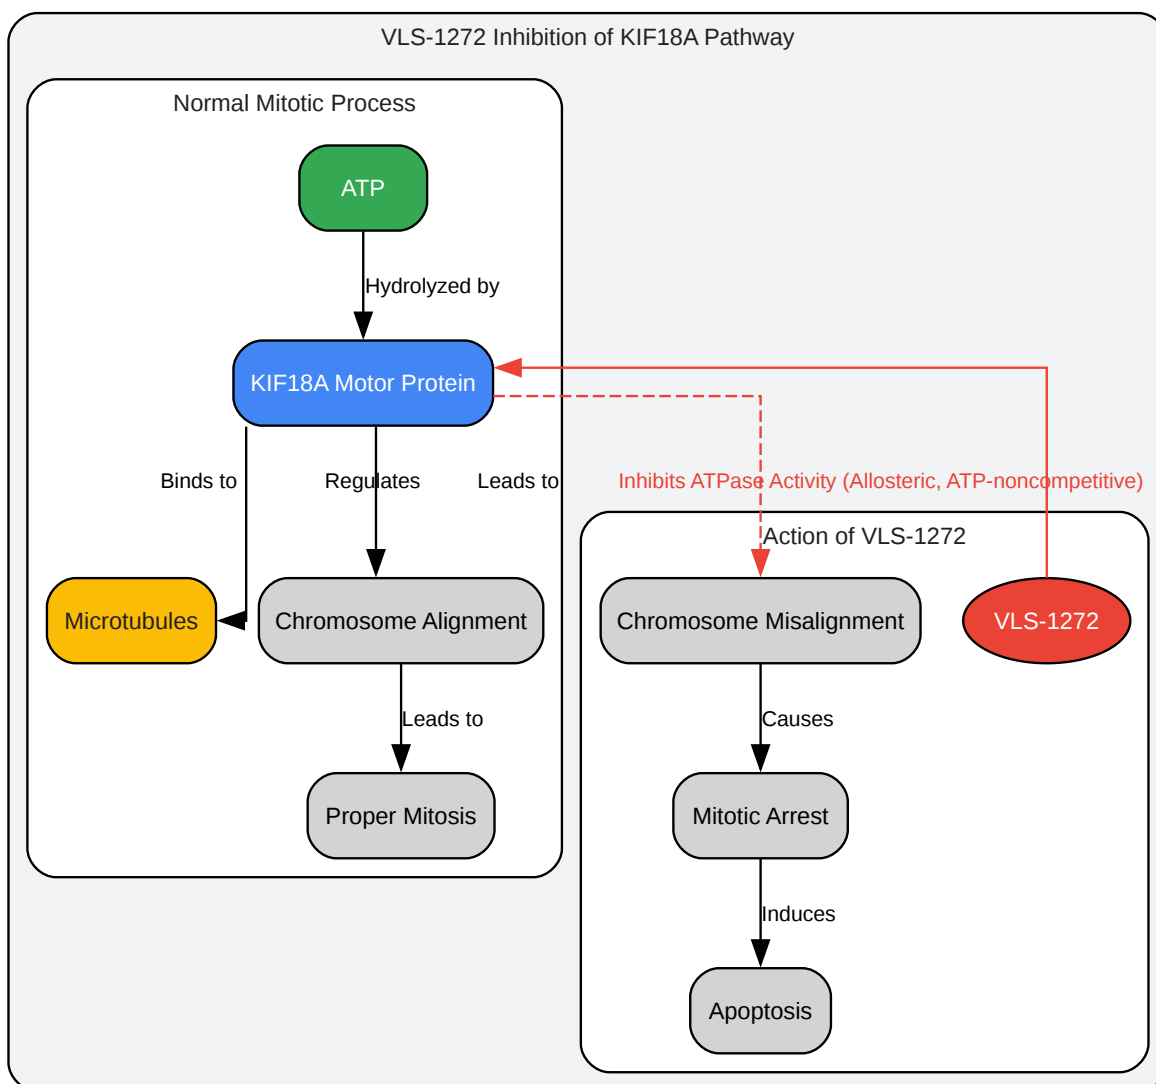 VLS-1272 Inhibition of KIF18A Pathway
Normal Mitotic Process
ATP
Hydrolyzed by
KIF18A Motor Protein
Binds to
Regulates
Leads to
Inhibits ATPase Activity (Allosteric, ATP-noncompetitive)
Action of VLS-1272
Microtubules
Chromosome Alignment
Chromosome Misalignment
VLS-1272
Leads to
Causes
Proper Mitosis
Mitotic Arrest
Induces
Apoptosis